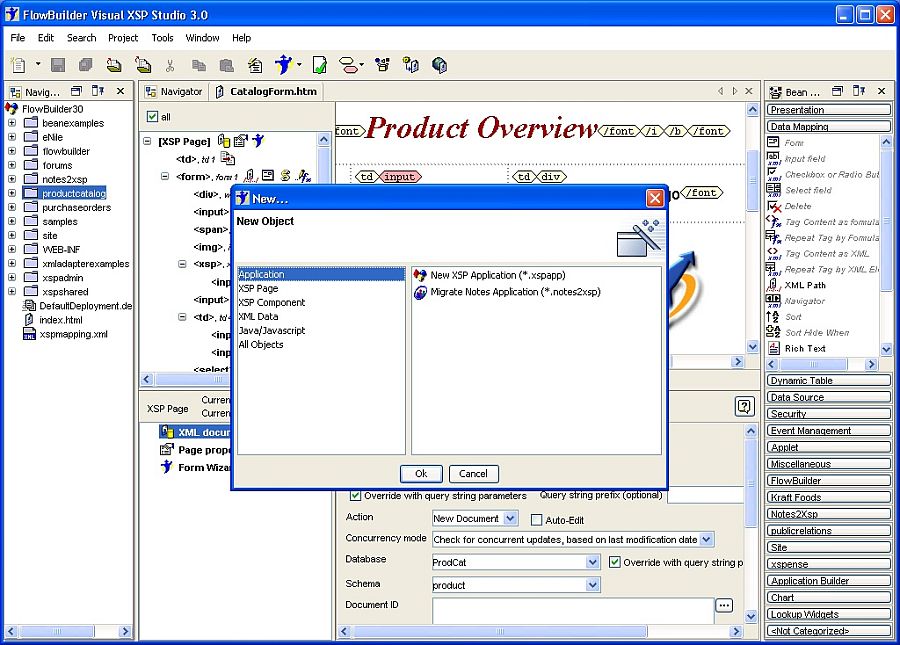 FlowBuilder Visual XSP Studio 3.0
File Edit Search Project Tools Window Help
Navig...
FlowBuilder30
beanexamples
eNile
flowbuilder
forums
notes2xsp
productcatalog
purchaseorders
samples
site
WEB-INF
xmladapterexamples
xspadmin
xspshared
DefaultDeployment.de
index.html
xspmapping.xml
Navigator CatalogForm.htm
all
[XSP Page]
<td>, td 1
<form>, form 1
<div>,
<input>
<span>,
<img>,
<xsp>,
<inp
<input>
<td>,
<inp
<inp
<select
font Product Overview /font /i /b /font
td input td div
/font
New...
New Object
Application
XSP Page
XSP Component
XML Data
Java/Javascript
All Objects
New XSP Application (*.xspapp)
Migrate Notes Application (*.notes2xsp)
Ok Cancel
XSP Page
Curren
Curren
XML docu
Page prope
Form Wiza
Override with query string parameters Query string prefix (optional)
Action New Document Auto-Edit
Concurrency mode Check for concurrent updates, based on last modification date
Database ProdCat Override with query string p
Schema product
Document ID
Bean ...
Presentation
Data Mapping
Form
Input field
Checkbox or Radio But
Select field
Delete
Tag Content as formula
Repeat Tag by Formula
Tag Content as XML
Repeat Tag by XML Ele
XML Path
Navigator
Sort
Sort Hide When
Rich Text
Dynamic Table
Data Source
Security
Event Management
Applet
Miscellaneous
FlowBuilder
Kraft Foods
Notes2Xsp
publicrelations
Site
xspense
Application Builder
Chart
Lookup Widgets
<Not Categorized>